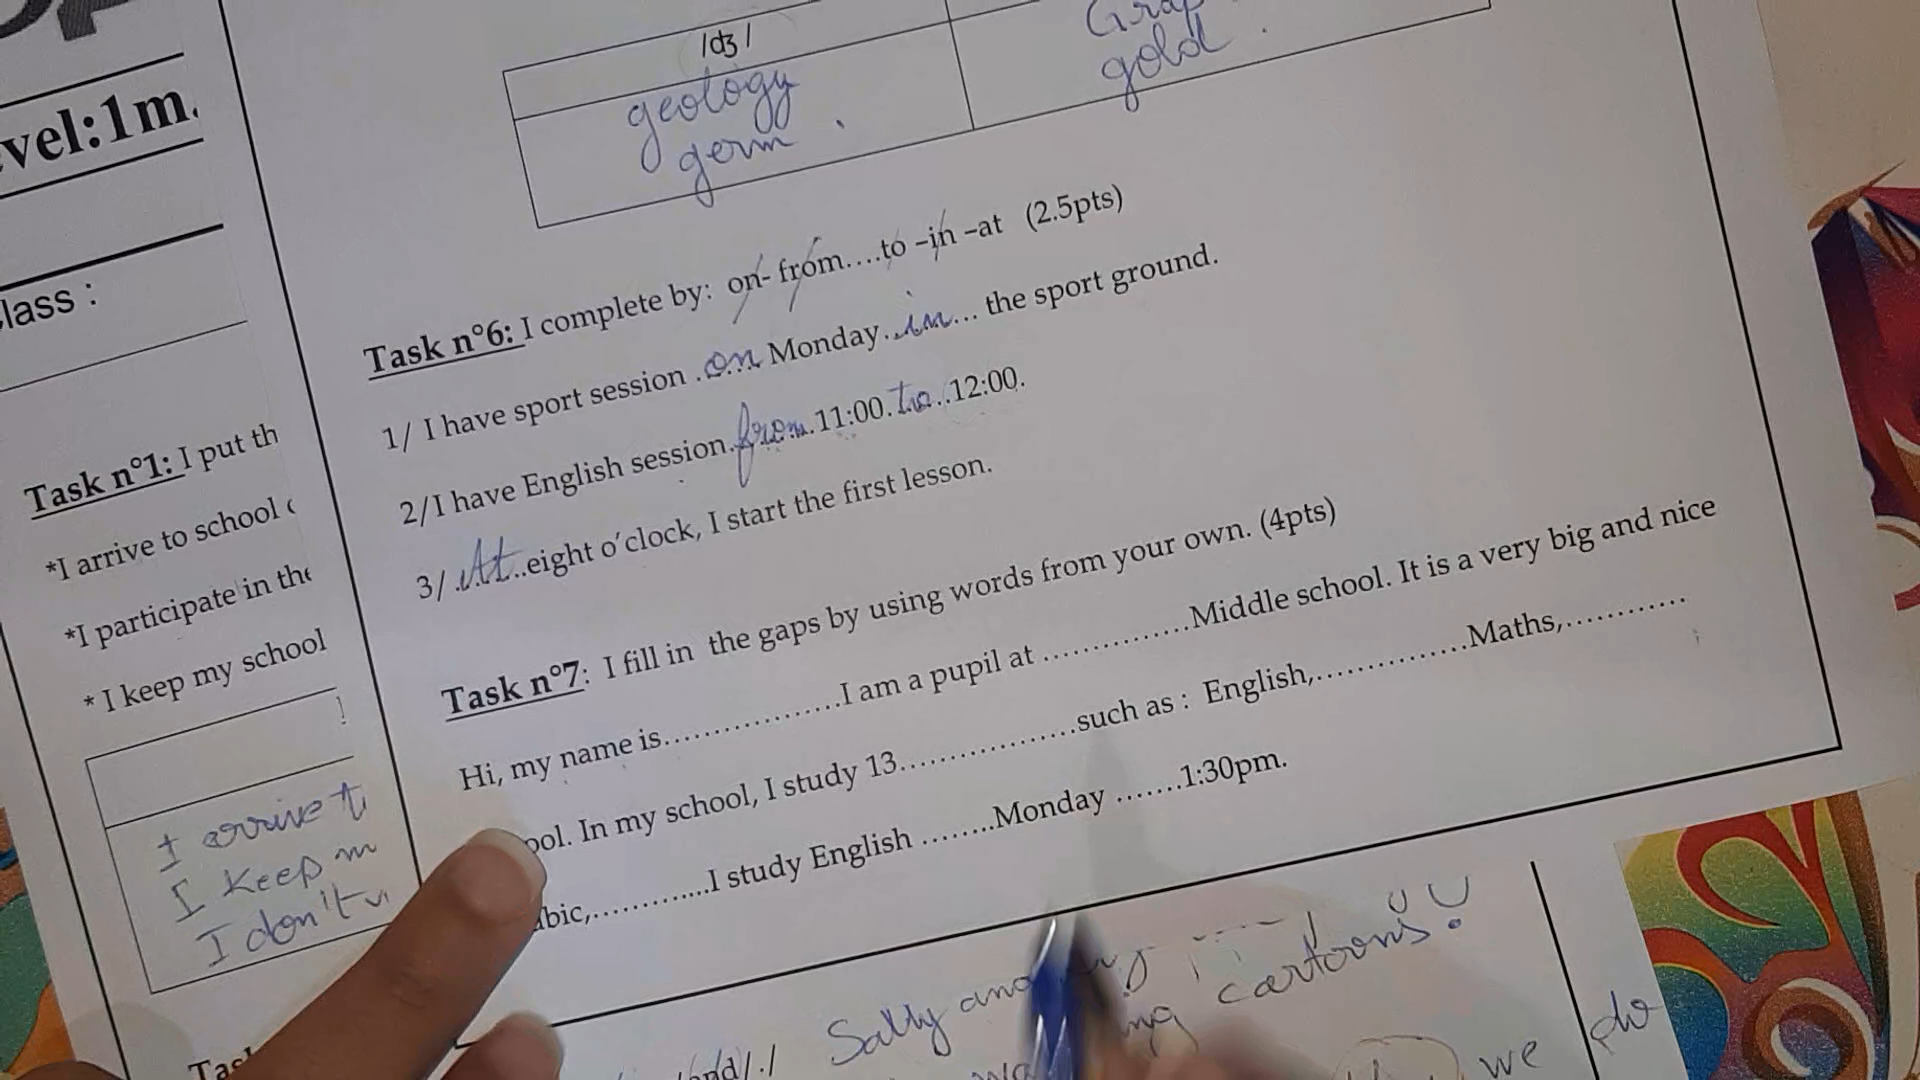 /dʒ/
geology
germ.
gold.
vel:1m.
lass :
Task n°6: I complete by: on- from....to –in –at (2.5pts)
1/ I have sport session .on Monday..in... the sport ground.
2/I have English session.from.11:00.to..12:00.
3/.At..eight o'clock, I start the first lesson.
Task n°7: I fill in the gaps by using words from your own. (4pts)
Hi, my name is..................I am a pupil at ...............Middle school. It is a very big and nice
ool. In my school, I study 13..................such as : English,................Maths,............
bic,............I study English ........Monday .......1:30pm.
Task n°1: I put th
*I arrive to school
*I participate in the
* I keep my school
I arrive t
I keep m
I don't
Sally and
ng cartoons
we
do